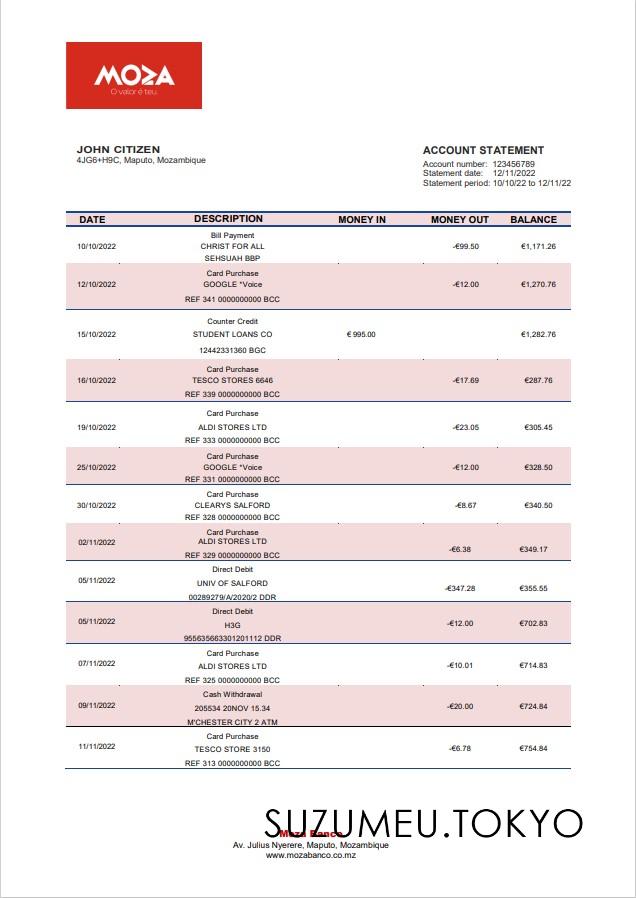 MOZA
O valor é teu.
JOHN CITIZEN
4JG6+H9C, Maputo, Mozambique
ACCOUNT STATEMENT
Account number: 123456789
Statement date: 12/11/2022
Statement period: 10/10/22 to 12/11/22
DATE DESCRIPTION MONEY IN MONEY OUT BALANCE
Bill Payment
10/10/2022 CHRIST FOR ALL -€99.50 €1,171.26
SEHSUAH BBP
Card Purchase
12/10/2022 GOOGLE *Voice -€12.00 €1,270.76
REF 341 0000000000 BCC
Counter Credit
15/10/2022 STUDENT LOANS CO € 995.00 €1,282.76
12442331360 BGC
Card Purchase
16/10/2022 TESCO STORES 6646 -€17.69 €287.76
REF 339 0000000000 BCC
Card Purchase
19/10/2022 ALDI STORES LTD -€23.05 €305.45
REF 333 0000000000 BCC
Card Purchase
25/10/2022 GOOGLE *Voice -€12.00 €328.50
REF 331 0000000000 BCC
Card Purchase
30/10/2022 CLEARYS SALFORD -€8.67 €340.50
REF 328 0000000000 BCC
Card Purchase
02/11/2022 ALDI STORES LTD -€6.38 €349.17
REF 329 0000000000 BCC
Direct Debit
05/11/2022 UNIV OF SALFORD -€347.28 €355.55
00289279/A/2020/2 DDR
Direct Debit
05/11/2022 H3G -€12.00 €702.83
955635663301201112 DDR
Card Purchase
07/11/2022 ALDI STORES LTD -€10.01 €714.83
REF 325 0000000000 BCC
Cash Withdrawal
09/11/2022 205534 20NOV 15.34 -€20.00 €724.84
M'CHESTER CITY 2 ATM
Card Purchase
11/11/2022 TESCO STORE 3150 -€6.78 €754.84
REF 313 0000000000 BCC
SUZUMEU.TOKYO
Moza Banco
Av. Julius Nyerere, Maputo, Mozambique
www.mozabanco.co.mz